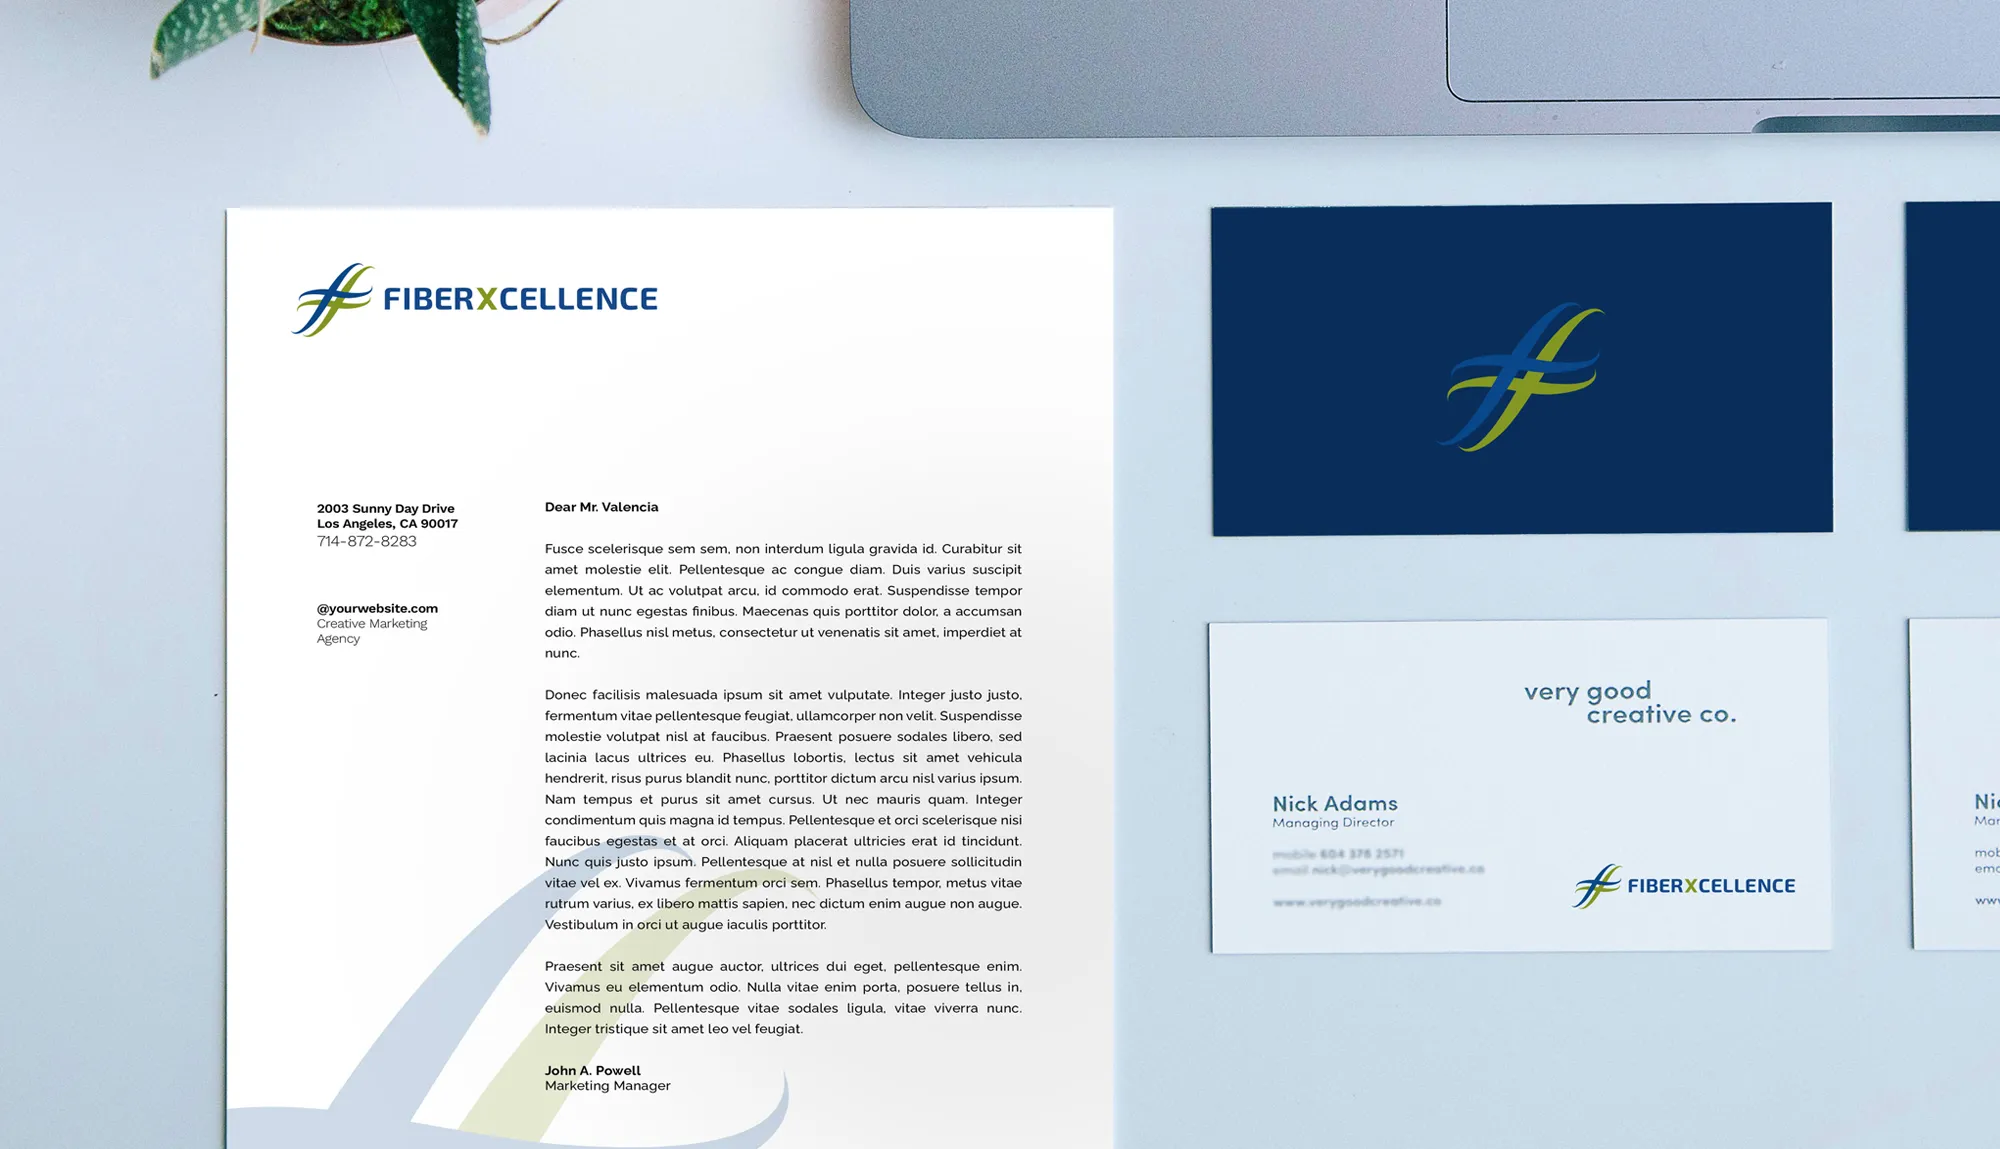 FIBERXCELLENCE
2003 Sunny Day Drive
Los Angeles, CA 90017
714-872-8283
@yourwebsite.com
Creative Marketing
Agency
Dear Mr. Valencia
Fusce scelerisque sem sem, non interdum ligula gravida id. Curabitur sit
amet molestie elit. Pellentesque ac congue diam. Duis varius suscipit
elementum. Ut ac volutpat arcu, id commodo erat. Suspendisse tempor
diam ut nunc egestas finibus. Maecenas quis porttitor dolor, a accumsan
odio. Phasellus nisl metus, consectetur ut venenatis sit amet, imperdiet at
nunc.
Donec facilisis malesuada ipsum sit amet vulputate. Integer justo justo,
fermentum vitae pellentesque feugiat, ullamcorper non velit. Suspendisse
molestie volutpat nisl at faucibus. Praesent posuere sodales libero, sed
lacinia lacus ultrices eu. Phasellus lobortis, lectus sit amet vehicula
hendrerit, risus purus blandit nunc, porttitor dictum arcu nisl varius ipsum.
Nam tempus et purus sit amet cursus. Ut nec mauris quam. Integer
condimentum quis magna id tempus. Pellentesque et orci scelerisque nisi
faucibus egestas et at orci. Aliquam placerat ultricies erat id tincidunt.
Nunc quis justo ipsum. Pellentesque at nisl et nulla posuere sollicitudin
vitae vel ex. Vivamus fermentum orci sem. Phasellus tempor, metus vitae
rutrum varius, ex libero mattis sapien, nec dictum enim augue non augue.
Vestibulum in orci ut augue iaculis porttitor.
Praesent sit amet augue auctor, ultrices dui eget, pellentesque enim.
Vivamus eu elementum odio. Nulla vitae enim porta, posuere tellus in,
euismod nulla. Pellentesque vitae sodales ligula, vitae viverra nunc.
Integer tristique sit amet leo vel feugiat.
John A. Powell
Marketing Manager
very good
creative co.
Nick Adams
Managing Director
mobile 604 376 2571
email nick@verygoodcreative.co
www.verygoodcreative.co
FIBERXCELLENCE